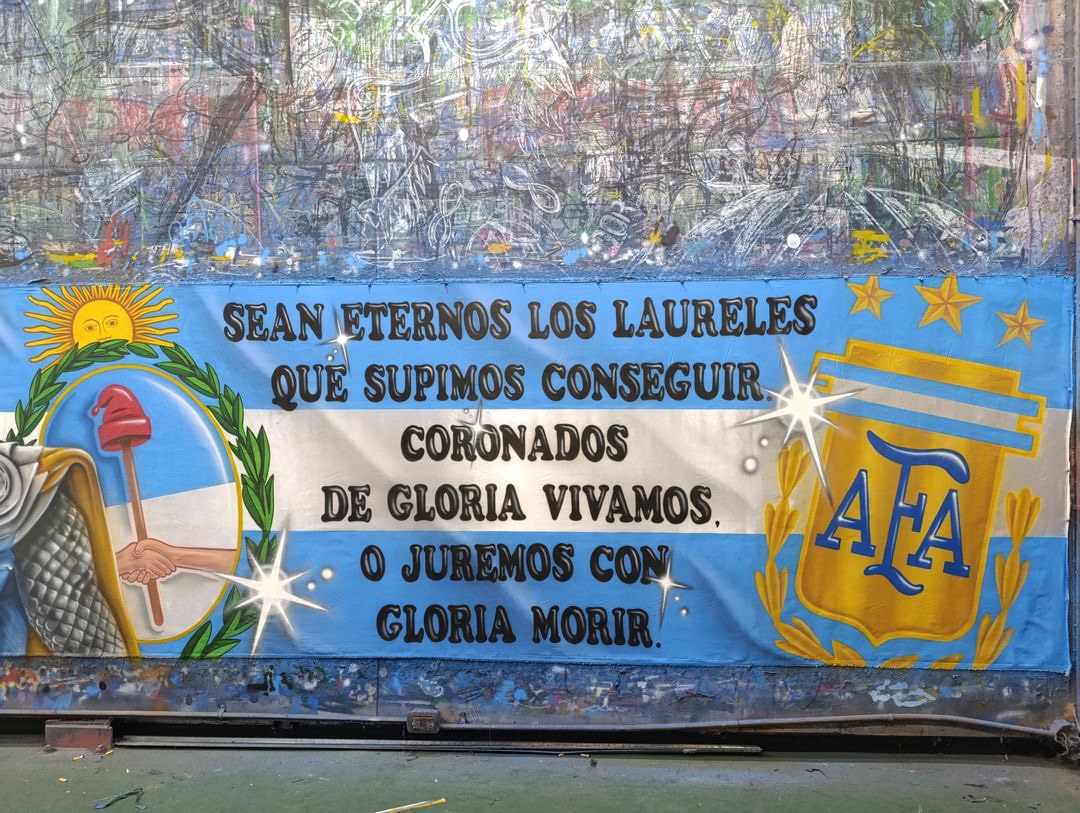 SEAN ETERNOS LOS LAURELES
QUE SUPIMOS CONSEGUIR.
CORONADOS
DE GLORIA VIVAMOS,
O JUREMOS CON
GLORIA MORIR.
AFA